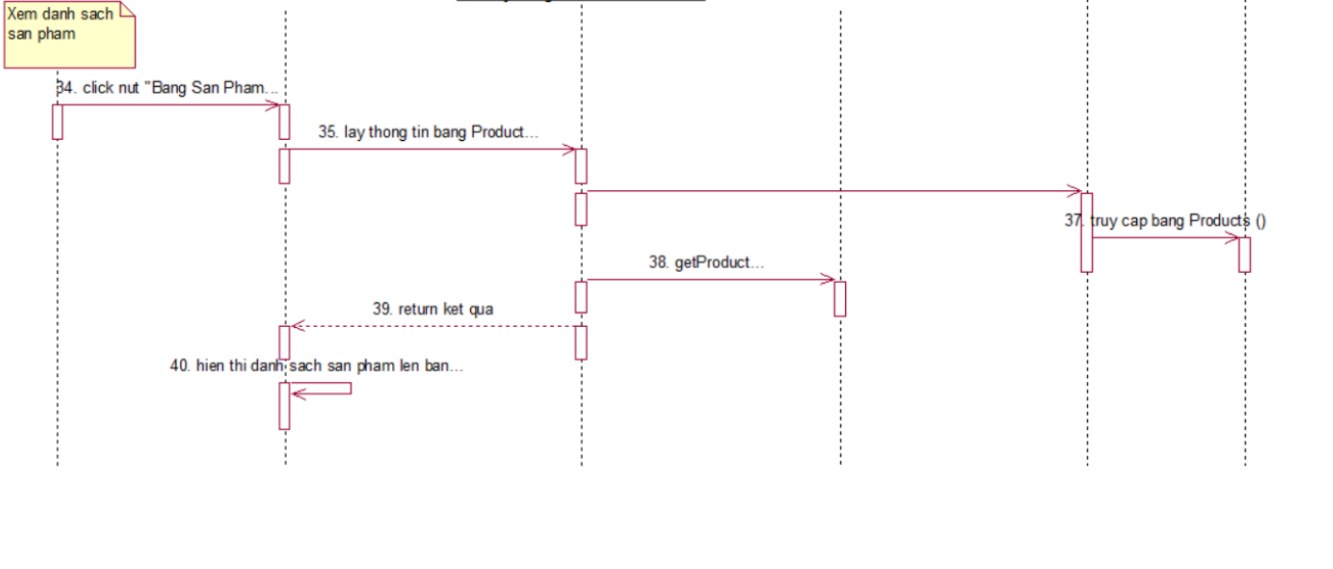 Xem danh sach
san pham
34. click nut "Bang San Pham...
35. lay thong tin bang Product...
37. truy cap bang Products ()
38. getProduct...
39. return ket qua
40. hien thi danh sach san pham len ban...